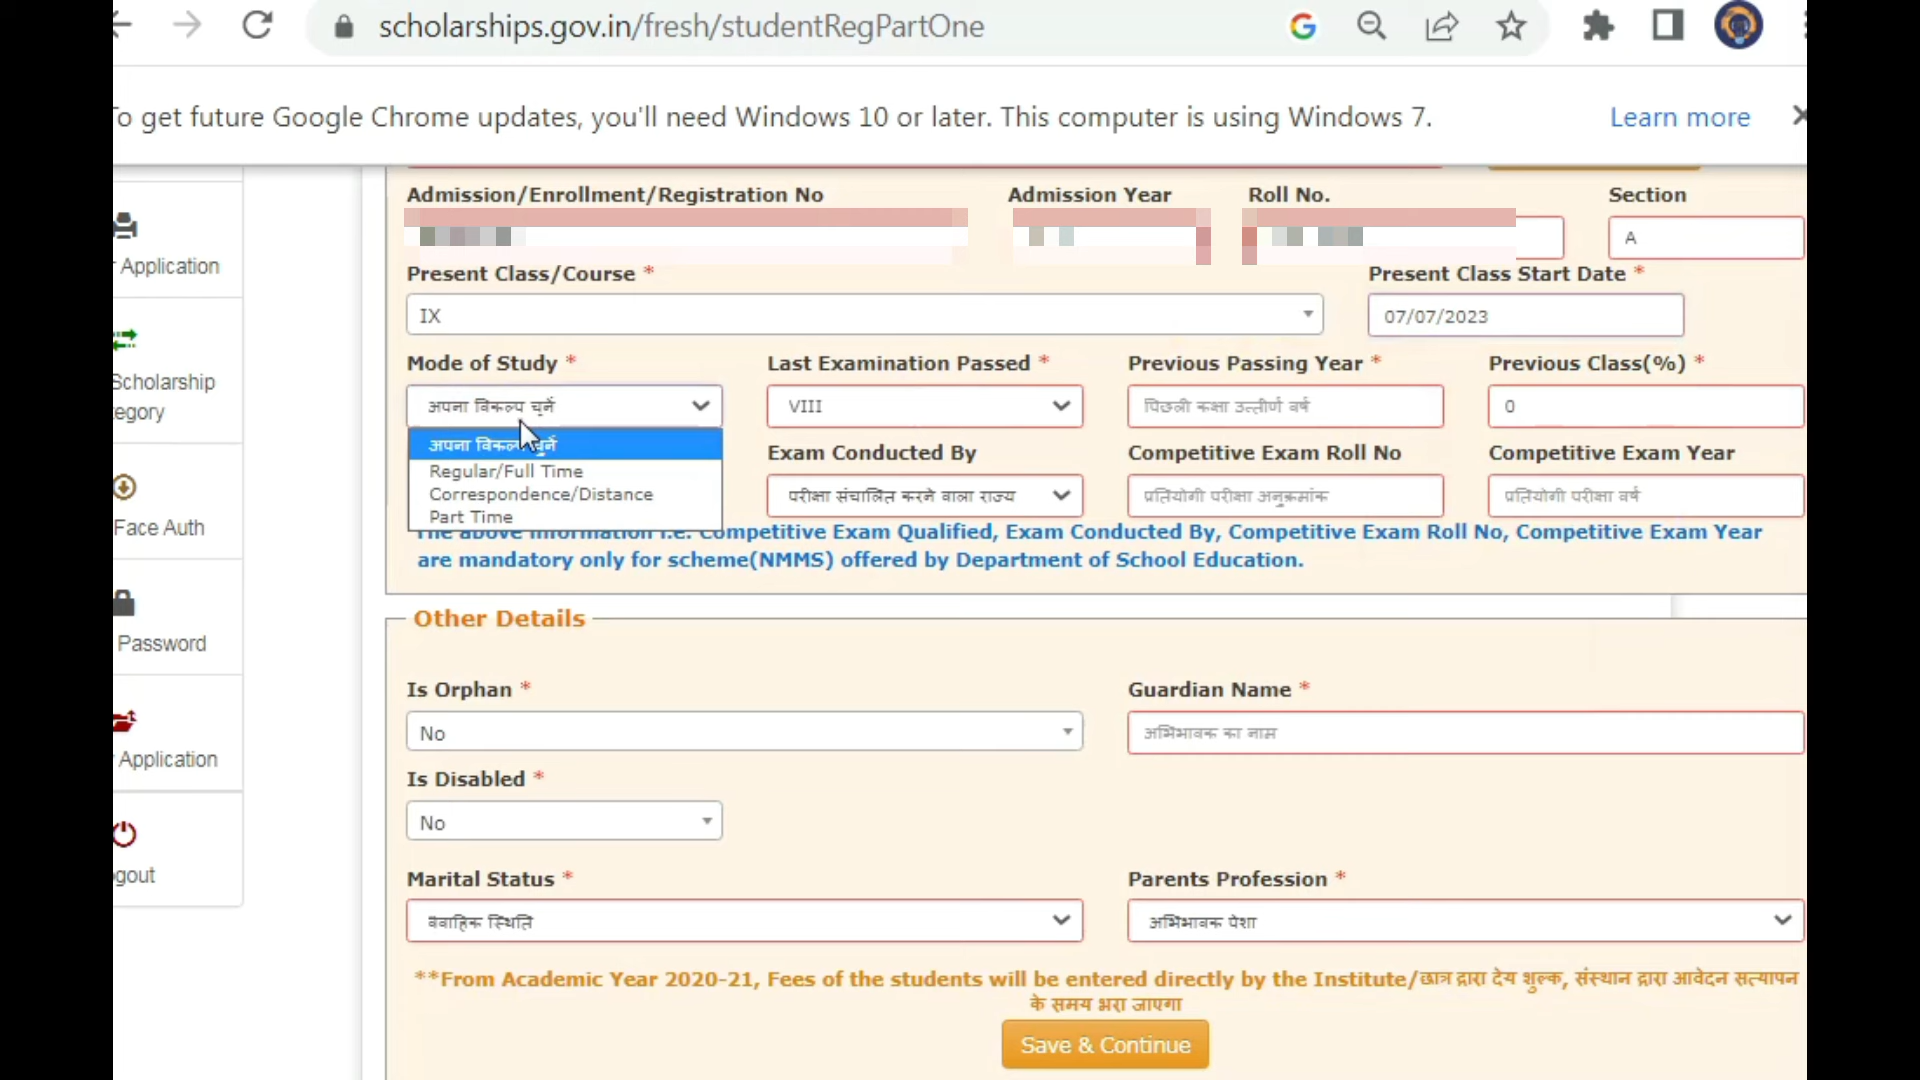 scholarships.gov.in/fresh/studentRegPartOne
To get future Google Chrome updates, you'll need Windows 10 or later. This computer is using Windows 7. Learn more
Admission/Enrollment/Registration No Admission Year Roll No. Section
A
Application
Present Class/Course * Present Class Start Date *
IX 07/07/2023
Mode of Study * Last Examination Passed * Previous Passing Year * Previous Class(%) *
Scholarship
अपना विकल्प चुनें VIII पिछली कक्षा उत्तीर्ण वर्ष 0
egory
अपना विकल्प चुनें
Exam Conducted By Competitive Exam Roll No Competitive Exam Year
Regular/Full Time
Correspondence/Distance
परीक्षा संचालित करने वाला राज्य प्रतियोगी परीक्षा अनुक्रमांक प्रतियोगी परीक्षा वर्ष
Part Time
Face Auth
The above information i.e. Competitive Exam Qualified, Exam Conducted By, Competitive Exam Roll No, Competitive Exam Year
are mandatory only for scheme(NMMS) offered by Department of School Education.
Other Details
Password
Is Orphan * Guardian Name *
No अभिभावक का नाम
Application
Is Disabled *
No
gout
Marital Status * Parents Profession *
वैवाहिक स्थिति अभिभावक पेशा
**From Academic Year 2020-21, Fees of the students will be entered directly by the Institute/छात्र द्वारा देय शुल्क, संस्थान द्वारा आवेदन सत्यापन
के समय भरा जाएगा
Save & Continue